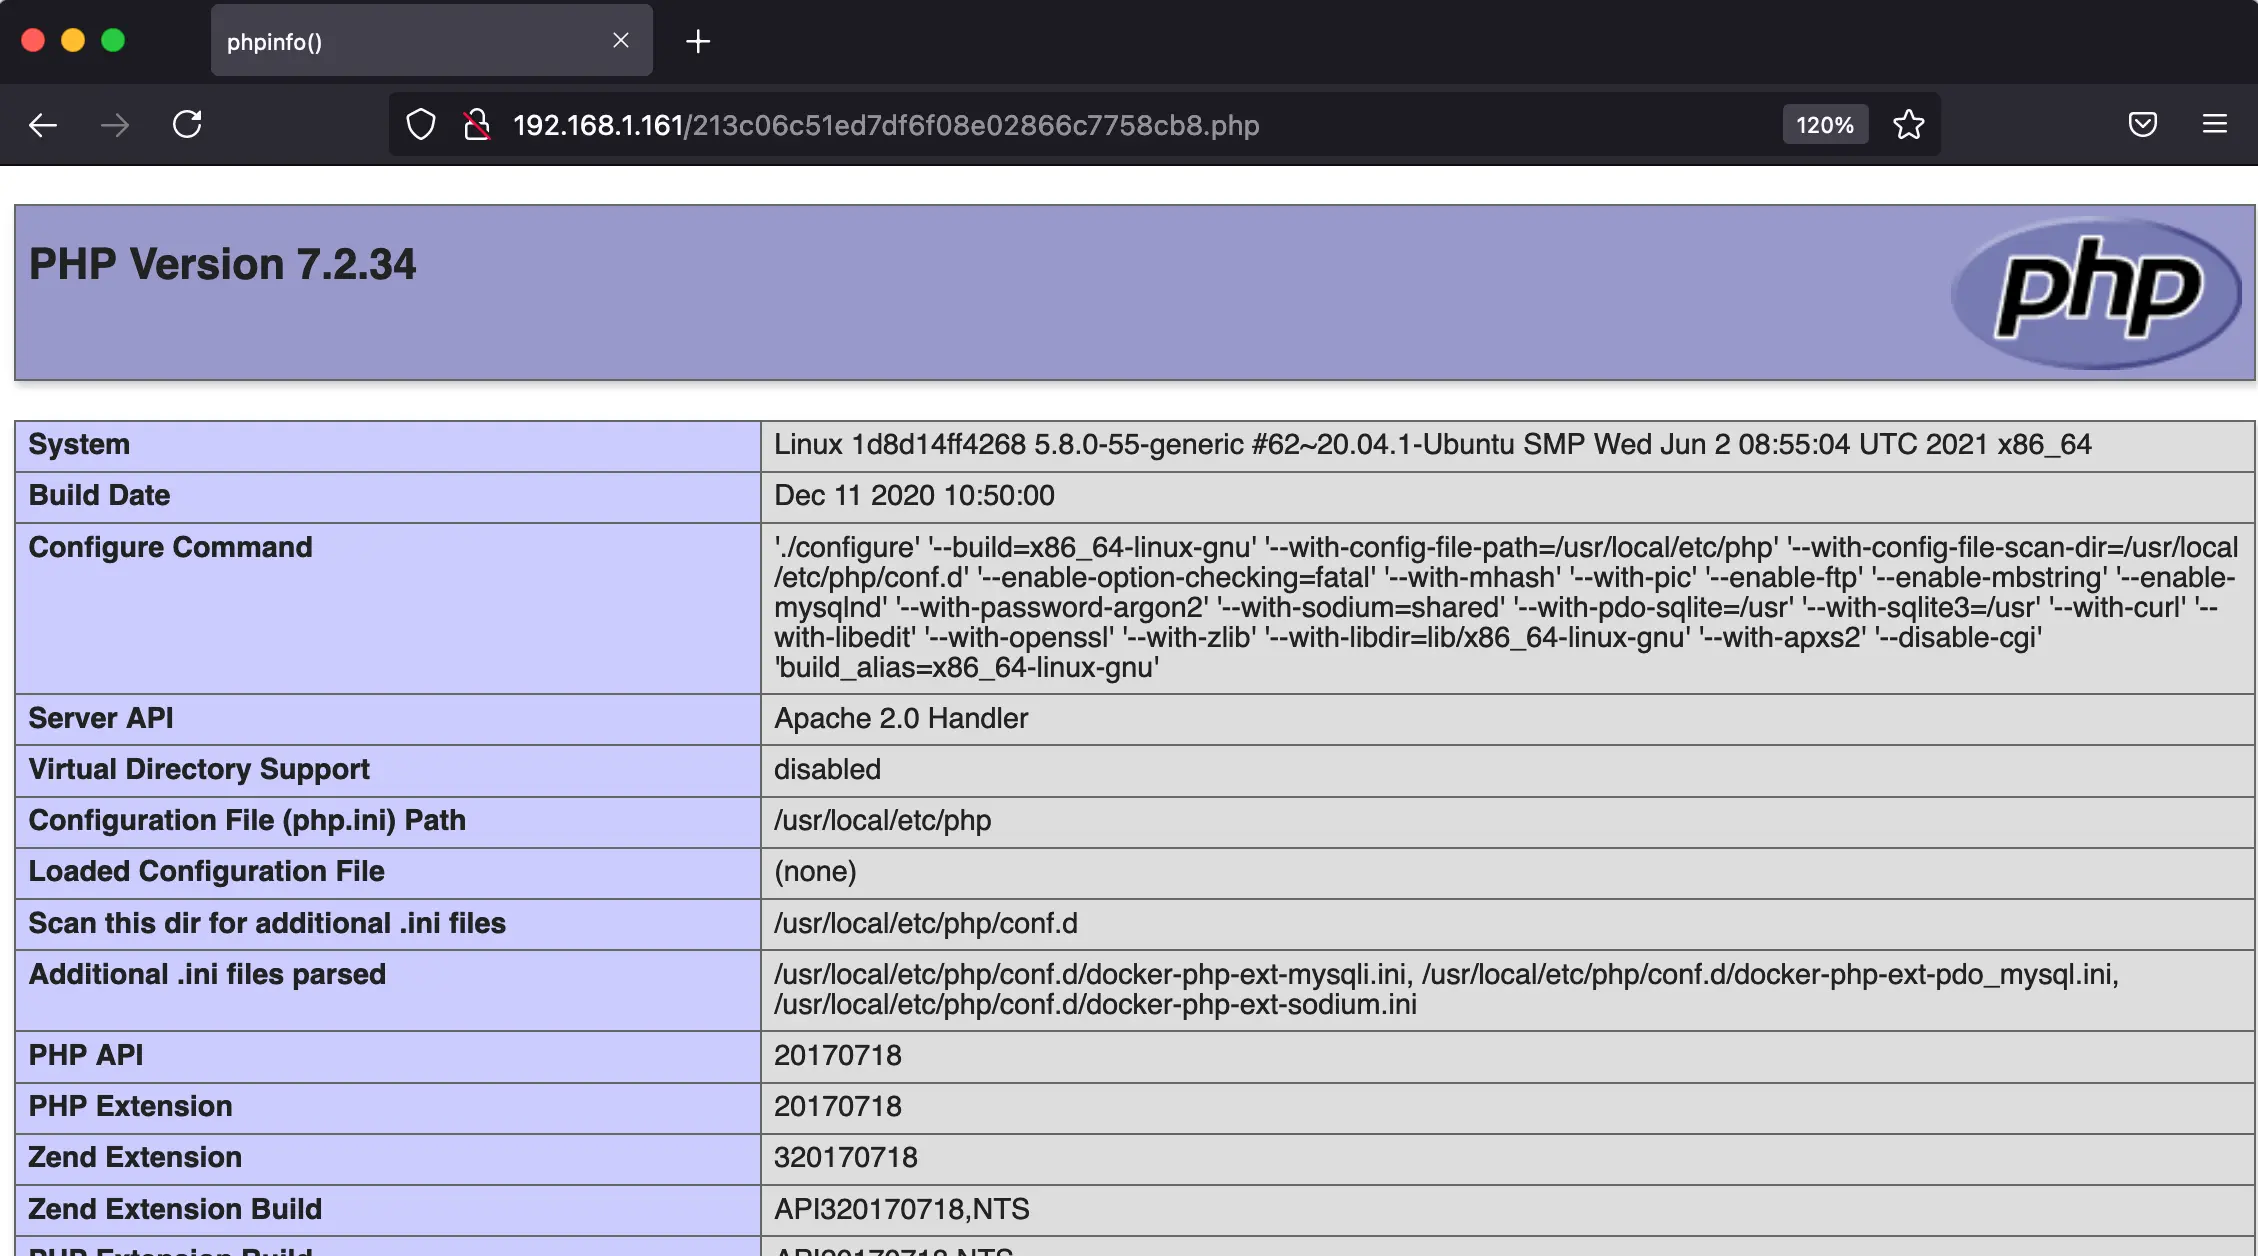 phpinfo()
192.168.1.161/213c06c51ed7df6f08e02866c7758cb8.php
120%
PHP Version 7.2.34
php
System
Linux 1d8d14ff4268 5.8.0-55-generic #62~20.04.1-Ubuntu SMP Wed Jun 2 08:55:04 UTC 2021 x86_64
Build Date
Dec 11 2020 10:50:00
Configure Command
'./configure' '--build=x86_64-linux-gnu' '--with-config-file-path=/usr/local/etc/php' '--with-config-file-scan-dir=/usr/local
/etc/php/conf.d' '--enable-option-checking=fatal' '--with-mhash' '--with-pic' '--enable-ftp' '--enable-mbstring' '--enable-
mysqlnd' '--with-password-argon2' '--with-sodium=shared' '--with-pdo-sqlite=/usr' '--with-sqlite3=/usr' '--with-curl' '--
with-libedit' '--with-openssl' '--with-zlib' '--with-libdir=lib/x86_64-linux-gnu' '--with-apxs2' '--disable-cgi'
'build_alias=x86_64-linux-gnu'
Server API
Apache 2.0 Handler
Virtual Directory Support
disabled
Configuration File (php.ini) Path
/usr/local/etc/php
Loaded Configuration File
(none)
Scan this dir for additional .ini files
/usr/local/etc/php/conf.d
Additional .ini files parsed
/usr/local/etc/php/conf.d/docker-php-ext-mysqli.ini, /usr/local/etc/php/conf.d/docker-php-ext-pdo_mysql.ini,
/usr/local/etc/php/conf.d/docker-php-ext-sodium.ini
PHP API
20170718
PHP Extension
20170718
Zend Extension
320170718
Zend Extension Build
API320170718,NTS
PHP Extension Build
API20170718,NTS